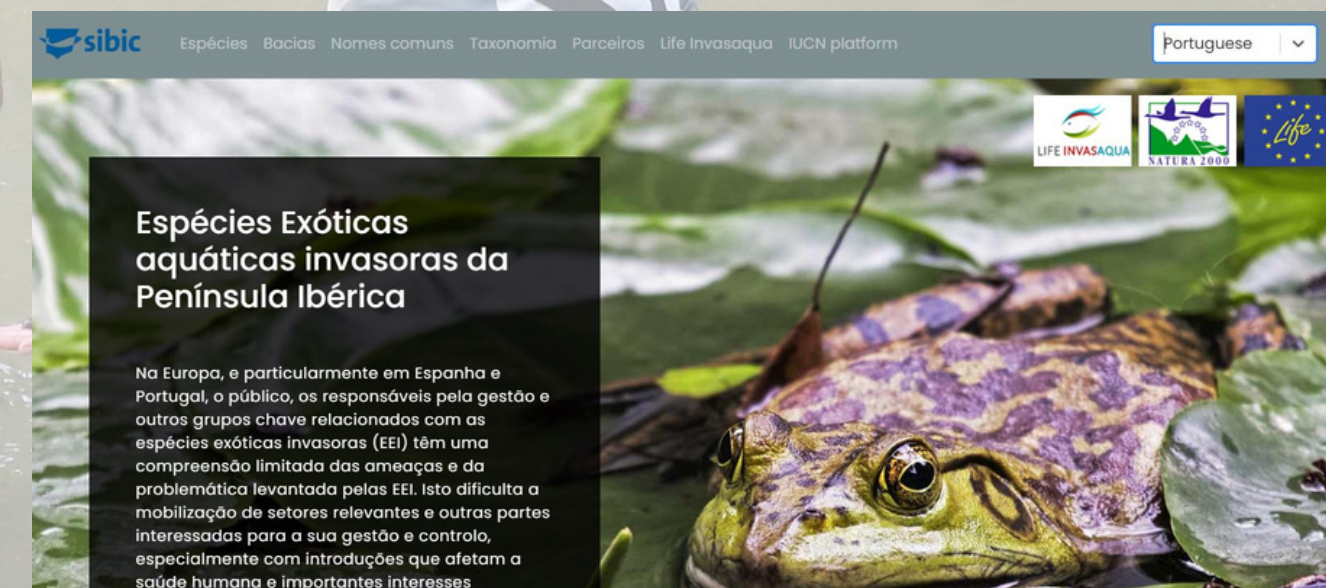 sibic
Espécies Bacias Nomes comuns Taxonomia Parceiros Life Invasaqua IUCN platform
Portuguese
LIFE INVASAQUA
NATURA 2000
Life
Espécies Exóticas
aquáticas invasoras da
Península Ibérica
Na Europa, e particularmente em Espanha e
Portugal, o público, os responsáveis pela gestão e
outros grupos chave relacionados com as
espécies exóticas invasoras (EEI) têm uma
compreensão limitada das ameaças e da
problemática levantada pelas EEI. Isto dificulta a
mobilização de setores relevantes e outras partes
interessadas para a sua gestão e controlo,
especialmente com introduções que afetam a
saúde humana e importantes interesses